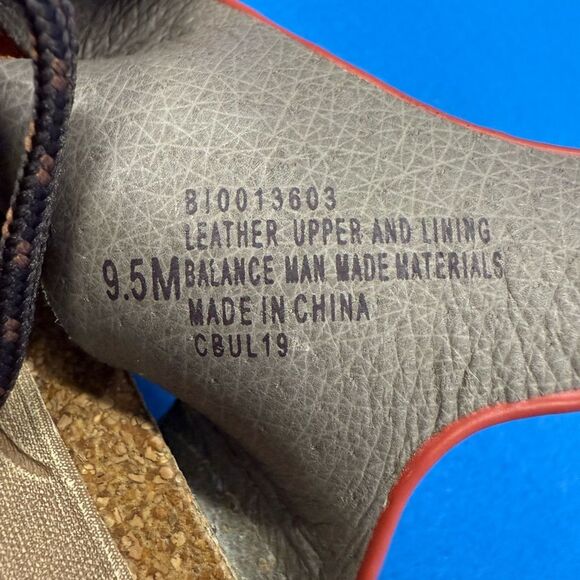 BI0013603
LEATHER UPPER AND LINING
9.5M BALANCE MAN MADE MATERIALS
MADE IN CHINA
CBUL19